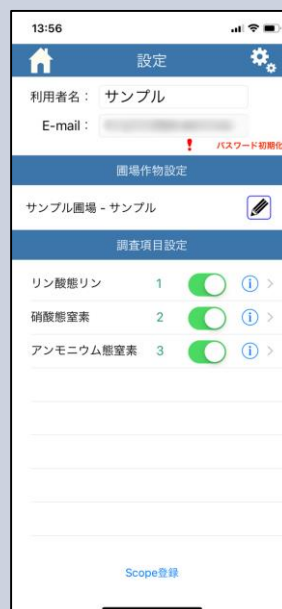 13:56
設定
利用者名： サンプル
E-mail：
パスワード初期化
圃場作物設定
サンプル圃場 - サンプル
調査項目設定
リン酸態リン 1
硝酸態窒素 2
アンモニウム態窒素 3
Scope登録